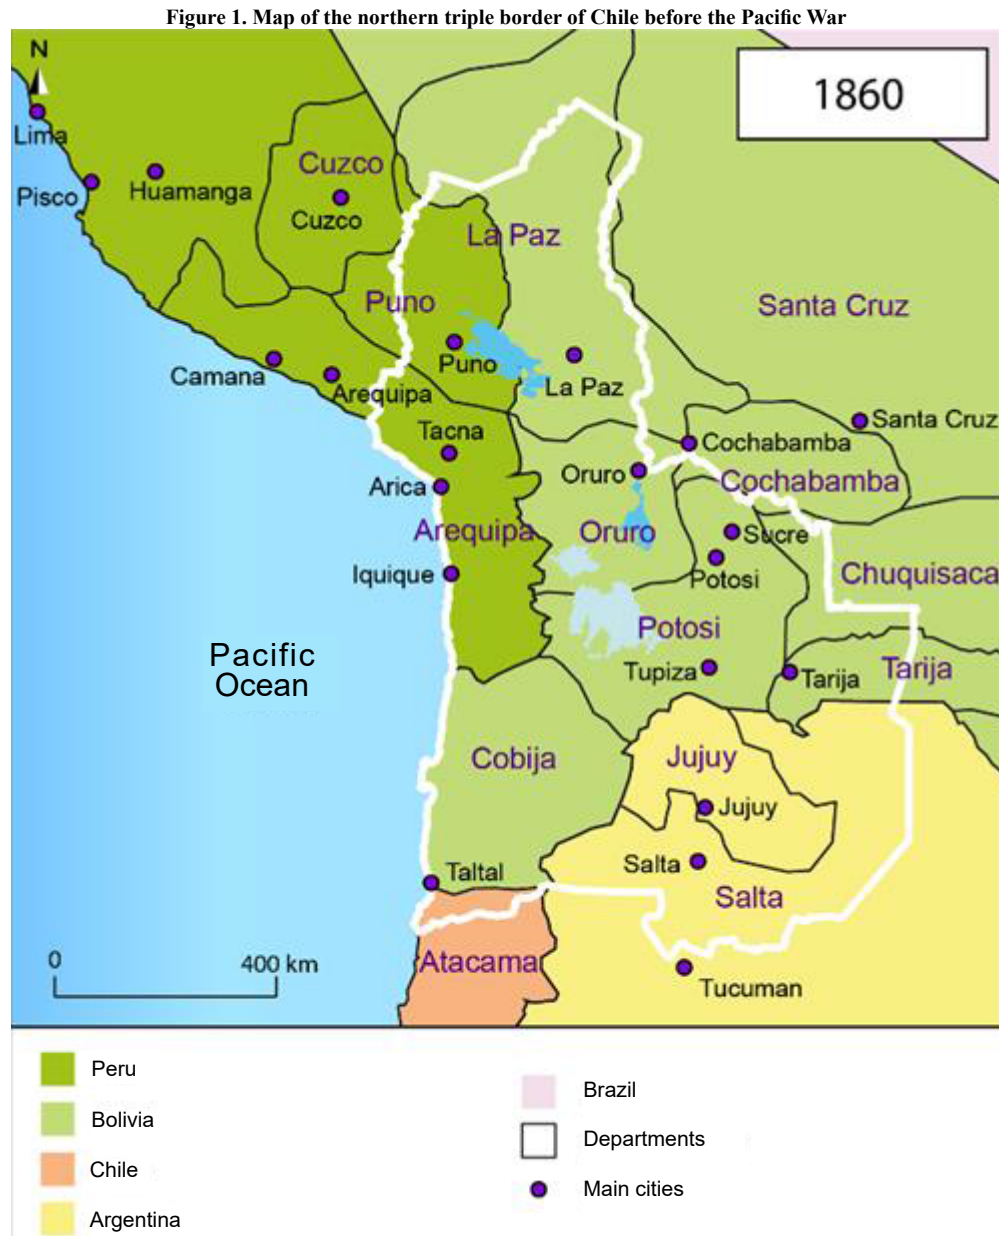 Figure 1. Map of the northern triple border of Chile before the Pacific War
N
1860
Lima
Pisco
Huamanga
Cuzco
Cuzco
La Paz
Puno
Santa Cruz
Puno
La Paz
Camana
Arequipa
Santa Cruz
Tacna
Cochabamba
Oruro
Cochabamba
Arica
Arequipa
Oruro
Sucre
Iquique
Potosi
Chuquisaca
Potosi
Pacific
Ocean
Tupiza
Tarija
Tarija
Cobija
Jujuy
Jujuy
Salta
Taltal
Salta
Atacama
0
400 km
Tucuman
Peru
Bolivia
Chile
Argentina
Brazil
Departments
Main cities